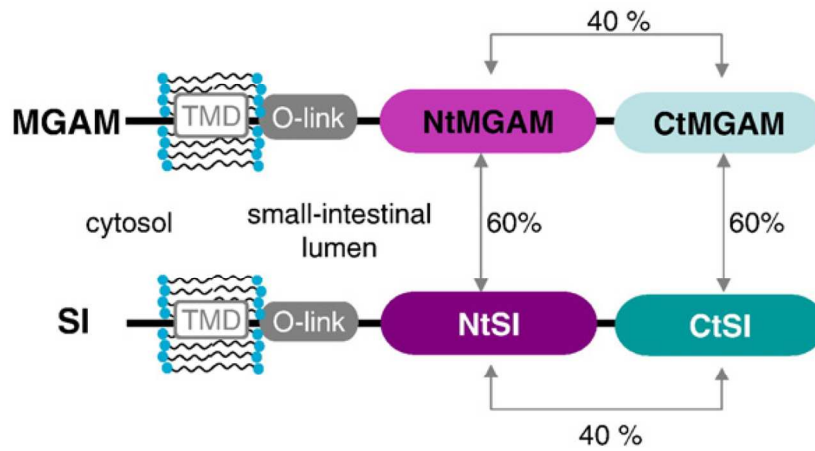 40 %
MGAM
TMD
O-link
NtMGAM
CtMGAM
cytosol
small-intestinal
lumen
60%
60%
SI
TMD
O-link
NtSI
CtSI
40 %